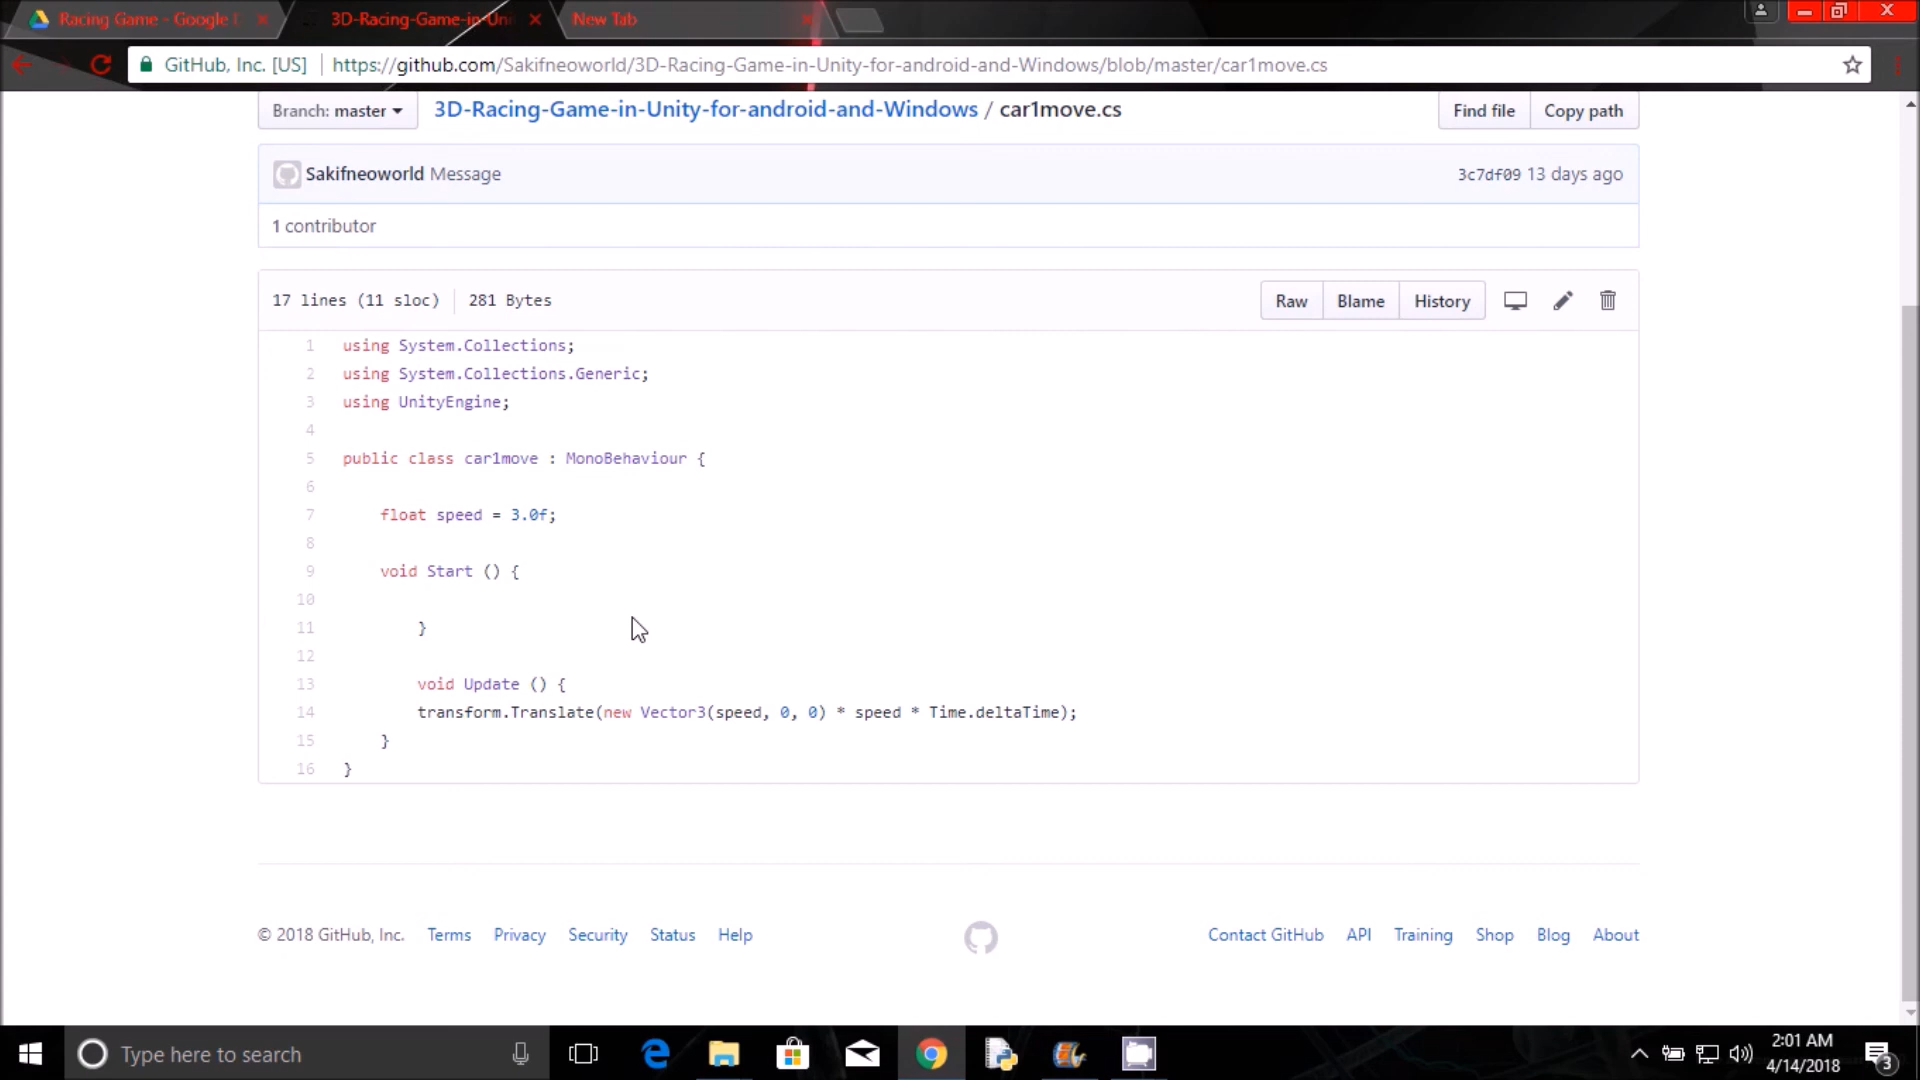 Racing Game - Google D
3D-Racing-Game-in-Uni
New Tab
GitHub, Inc. [US]
https://github.com/Sakifneoworld/3D-Racing-Game-in-Unity-for-android-and-Windows/blob/master/car1move.cs
Branch: master
3D-Racing-Game-in-Unity-for-android-and-Windows / car1move.cs
Find file
Copy path
Sakifneoworld Message
3c7df09 13 days ago
1 contributor
17 lines (11 sloc)
281 Bytes
Raw
Blame
History
1 using System.Collections;
2 using System.Collections.Generic;
3 using UnityEngine;
4
5 public class car1move : MonoBehaviour {
6
7 float speed = 3.0f;
8
9 void Start () {
10
11 }
12
13 void Update () {
14 transform.Translate(new Vector3(speed, 0, 0) * speed * Time.deltaTime);
15 }
16 }
© 2018 GitHub, Inc.
Terms
Privacy
Security
Status
Help
Contact GitHub
API
Training
Shop
Blog
About
Type here to search
2:01 AM
4/14/2018
3